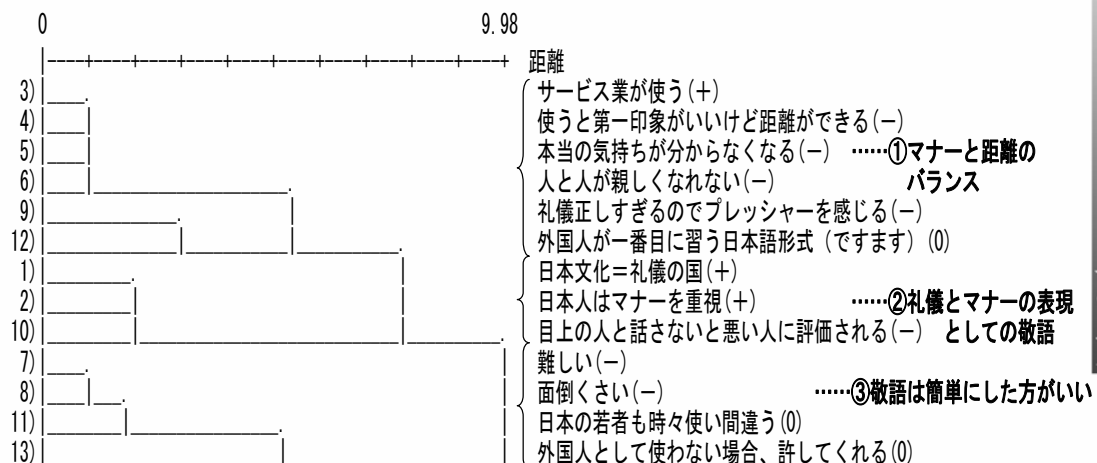 0 9.98
距離
3) サービス業が使う(+)
4) 使うと第一印象がいいけど距離ができる(-)
5) 本当の気持ちが分からなくなる(-) ……①マナーと距離の
6) 人と人が親しくなれない(-) バランス
9) 礼儀正しすぎるのでプレッシャーを感じる(-)
12) 外国人が一番目に習う日本語形式(ですます)(0)
1) 日本文化=礼儀の国(+)
2) 日本人はマナーを重視(+) ……②礼儀とマナーの表現
10) 目上の人と話さないと悪い人に評価される(-) としての敬語
7) 難しい(-)
8) 面倒くさい(-) ……③敬語は簡単にした方がいい
11) 日本の若者も時々使い間違う(0)
13) 外国人として使わない場合、許してくれる(0)